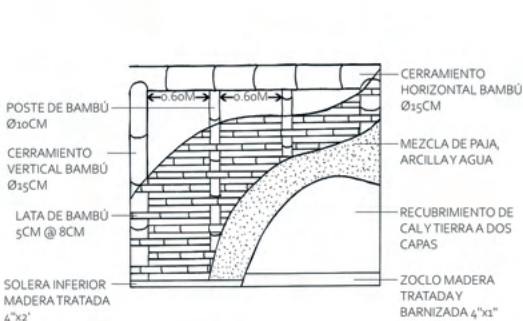 0.60M
0.60M
POSTE DE BAMBÚ
Ø10CM
CERRAMIENTO
VERTICAL BAMBÚ
Ø15CM
LATA DE BAMBÚ
5CM @ 8CM
SOLERA INFERIOR
MADERA TRATADA
4"x2'
CERRAMIENTO
HORIZONTAL BAMBÚ
Ø15CM
MEZCLA DE PAJA,
ARCILLA Y AGUA
RECUBRIMIENTO DE
CAL Y TIERRA A DOS
CAPAS
ZOCLO MADERA
TRATADA Y
BARNIZADA 4"x1"